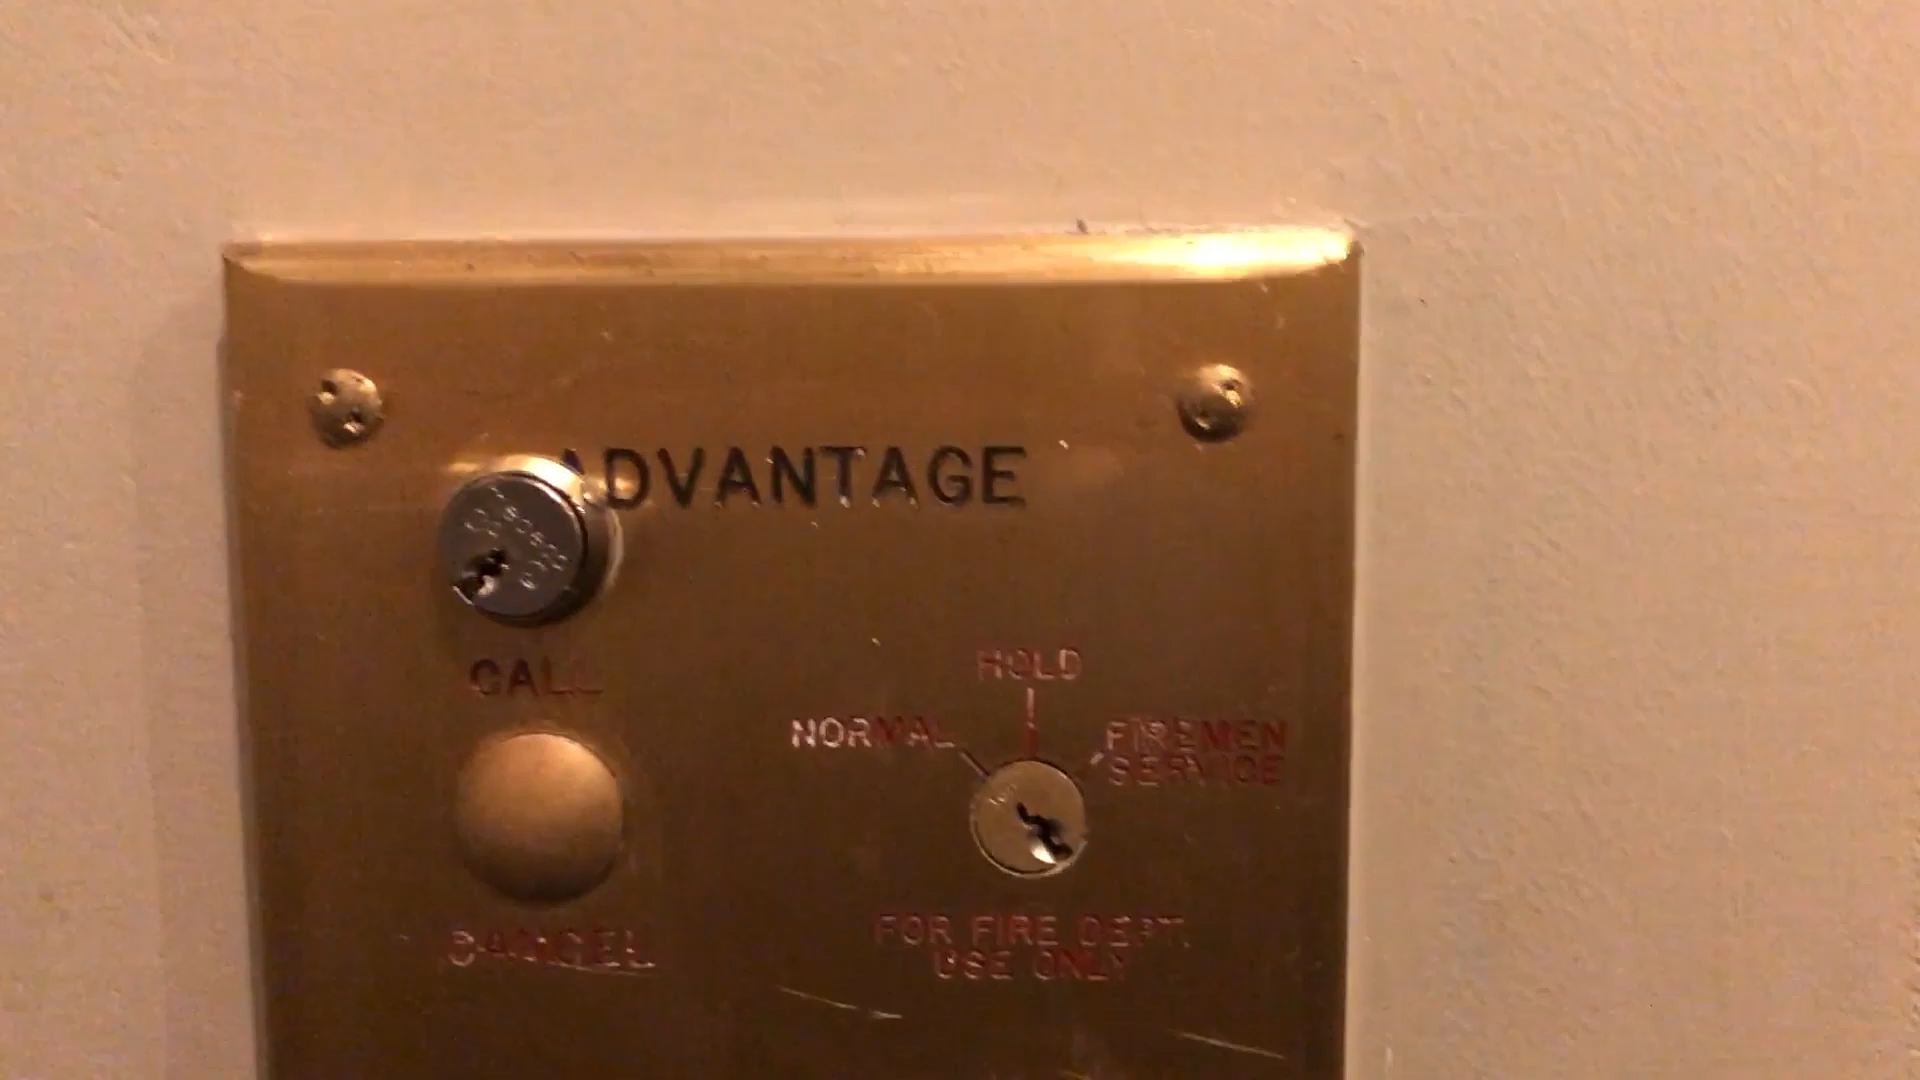 ADVANTAGE
CALL
HOLD
NORMAL
FIREMEN
SERVICE
CANCEL
FOR FIRE DEPT.
USE ONLY